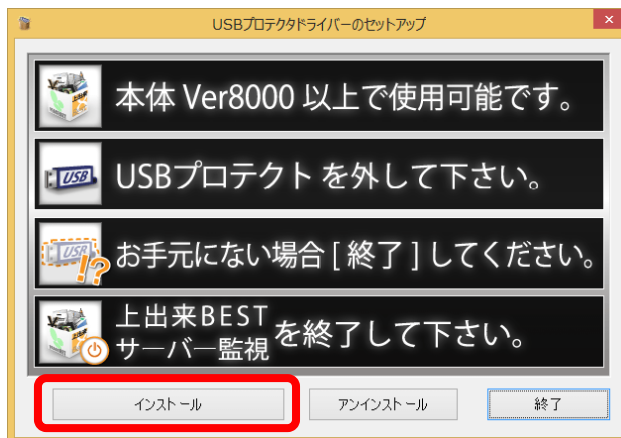 USBプロテクタドライバーのセットアップ
本体 Ver8000 以上で使用可能です。
USB
USBプロテクト を外して下さい。
USB!?
お手元にない場合 [ 終了 ] してください。
上出来BEST
サーバー監視 を終了して下さい。
インストール
アンインストール
終了